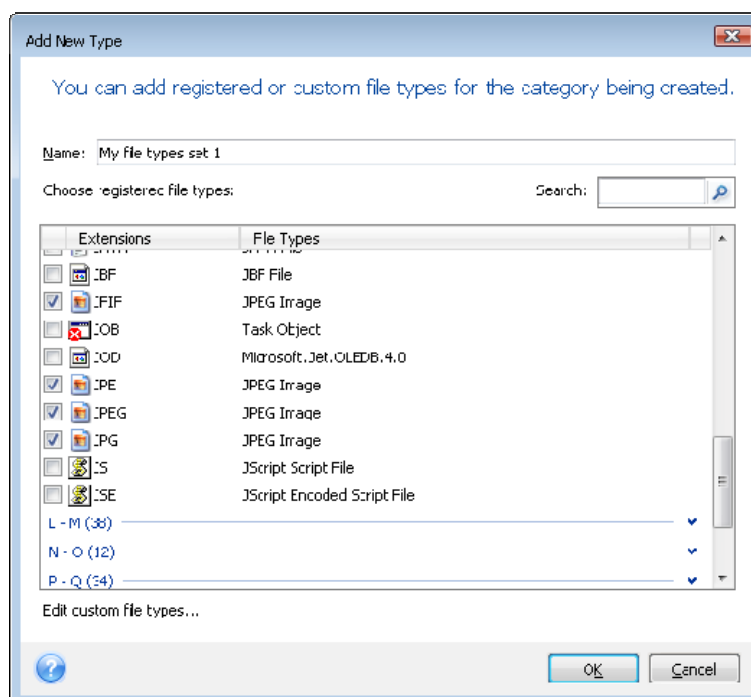 Add New Type
You can add registered or custom file types for the category being created.
Name: My file types set 1
Choose registered file types:
Search:
Extensions File Types
JBF JBF File
JFIF JPEG Image
JOB Task Object
JOD Microsoft.Jet.OLEDB.4.0
JPE JPEG Image
JPEG JPEG Image
JPG JPEG Image
JS JScript Script File
JSE JScript Encoded Script File
L - M (38)
N - O (12)
P - Q (34)
Edit custom file types...
OK Cancel